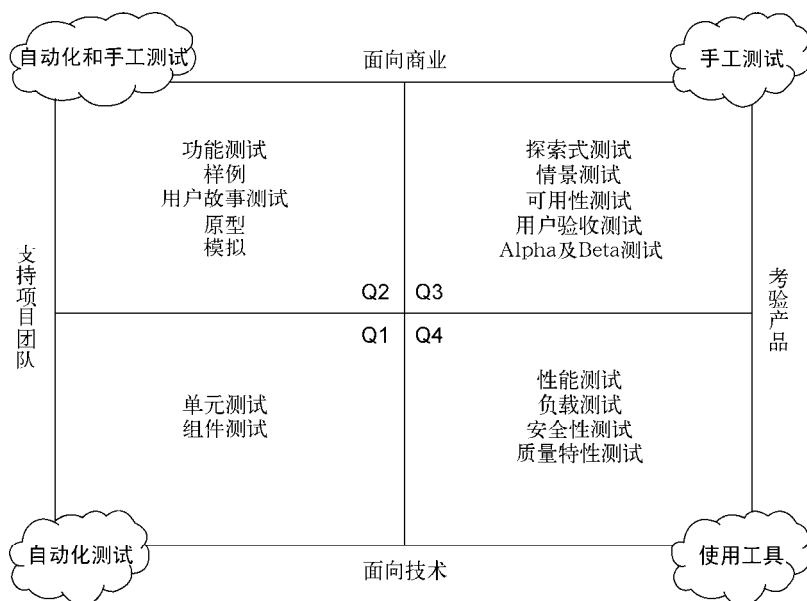 自动化和手工测试
面向商业
手工测试
功能测试
样例
用户故事测试
原型
模拟
探索式测试
情景测试
可用性测试
用户验收测试
Alpha及Beta测试
支持项目团队
Q2
Q3
考验产品
Q1
Q4
单元测试
组件测试
性能测试
负载测试
安全性测试
质量特性测试
自动化测试
面向技术
使用工具